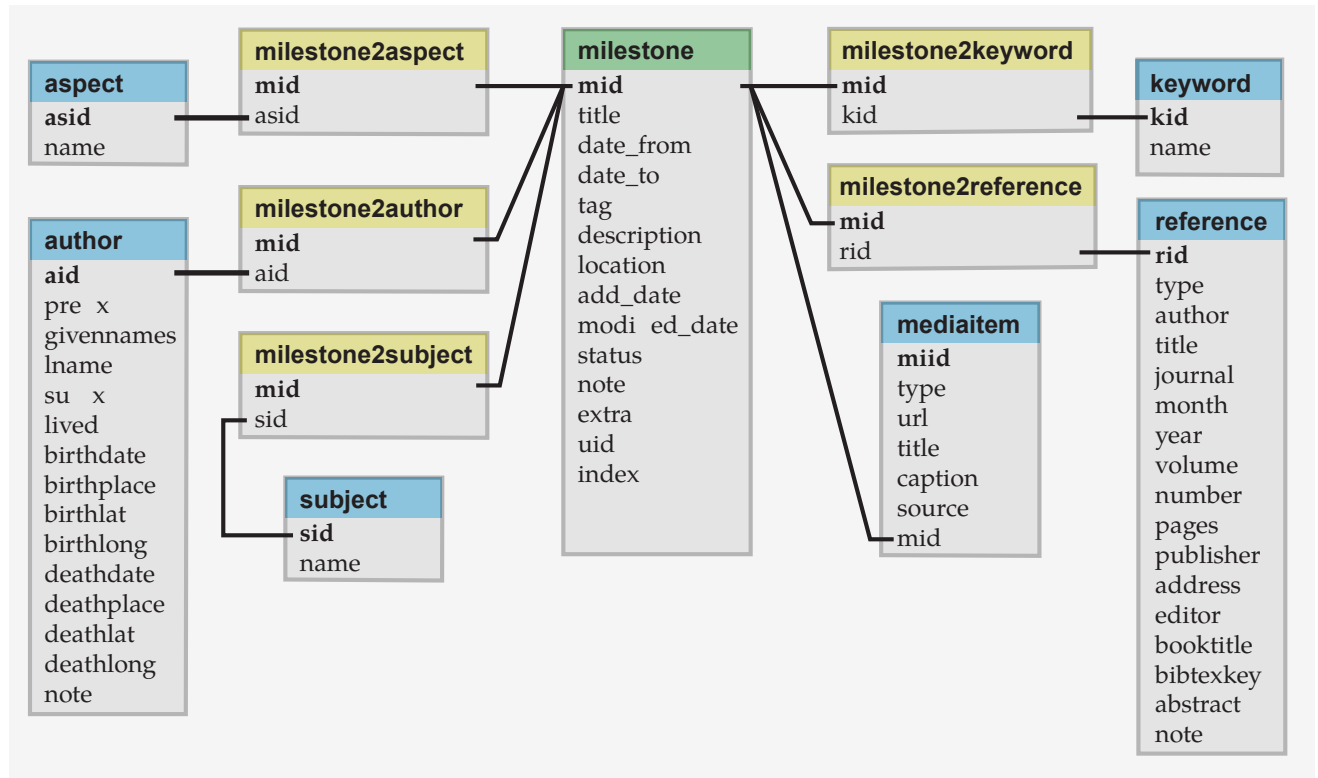 aspect
asid
name
author
aid
pre x
givennames
lname
su x
lived
birthdate
birthplace
birthlat
birthlong
deathdate
deathplace
deathlat
deathlong
note
milestone2aspect
mid
asid
milestone2author
mid
aid
milestone2subject
mid
sid
subject
sid
name
milestone
mid
title
date_from
date_to
tag
description
location
add_date
modi ed_date
status
note
extra
uid
index
milestone2keyword
mid
kid
milestone2reference
mid
rid
mediaitem
miid
type
url
title
caption
source
mid
keyword
kid
name
reference
rid
type
author
title
journal
month
year
volume
number
pages
publisher
address
editor
booktitle
bibtexkey
abstract
note